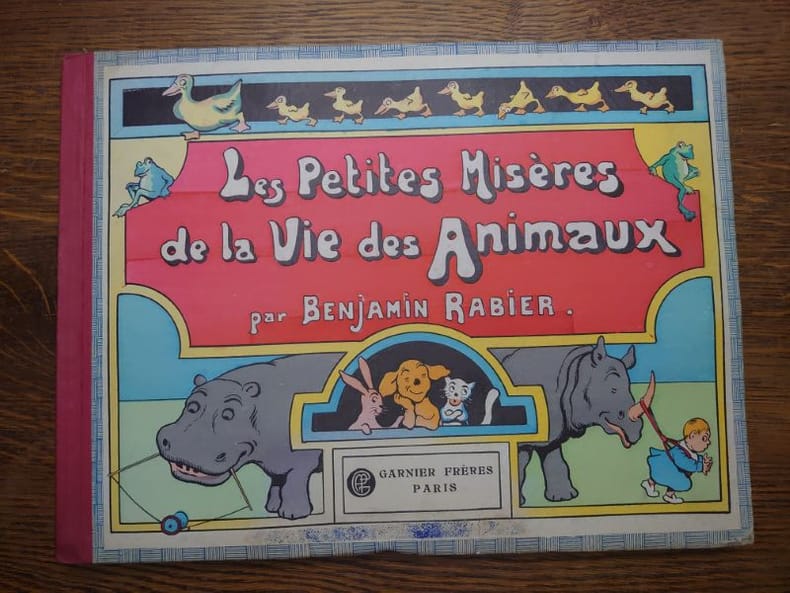 Les Petites Misères
de la Vie des Animaux
par BENJAMIN RABIER.
GARNIER FRÈRES
PARIS